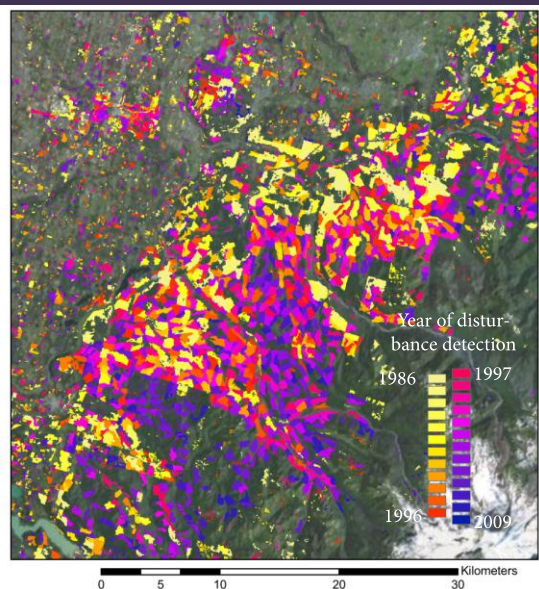 Year of distur-
bance detection
1986 1997
1996 2009
Kilometers
0 5 10 20 30